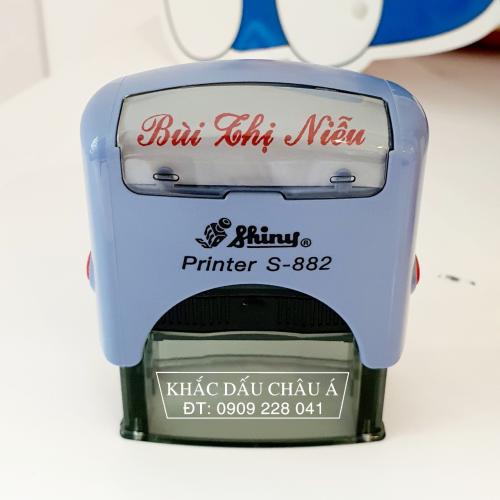 Bùi Thị Niễu
Shiny®
Printer S-882
KHẮC DẤU CHÂU Á
ĐT: 0909 228 041